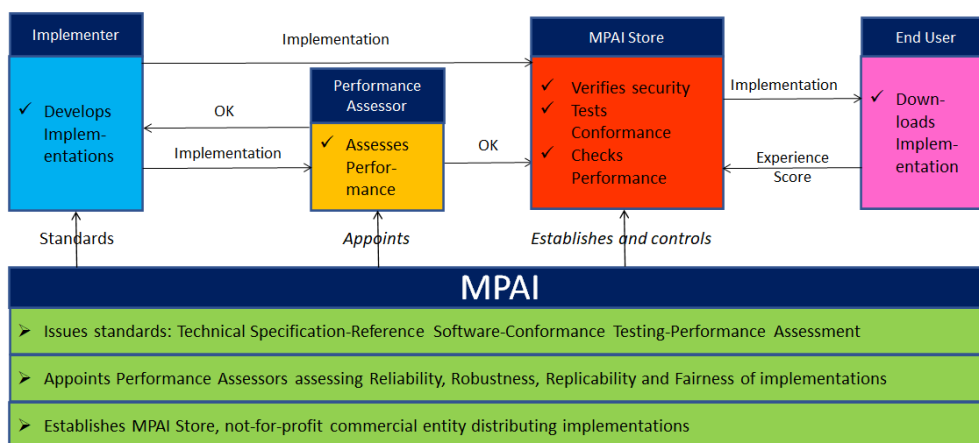 Implementer
✓ Develops
Implem-
entations
Implementation
OK
Implementation
Performance
Assessor
✓ Assesses
Perfor-
mance
OK
MPAI Store
✓ Verifies security
✓ Tests
Conformance
✓ Checks
Performance
Implementation
Experience
Score
End User
✓ Down-
loads
Implem-
entation
Standards
Appoints
Establishes and controls
MPAI
➢ Issues standards: Technical Specification-Reference Software-Conformance Testing-Performance Assessment
➢ Appoints Performance Assessors assessing Reliability, Robustness, Replicability and Fairness of implementations
➢ Establishes MPAI Store, not-for-profit commercial entity distributing implementations